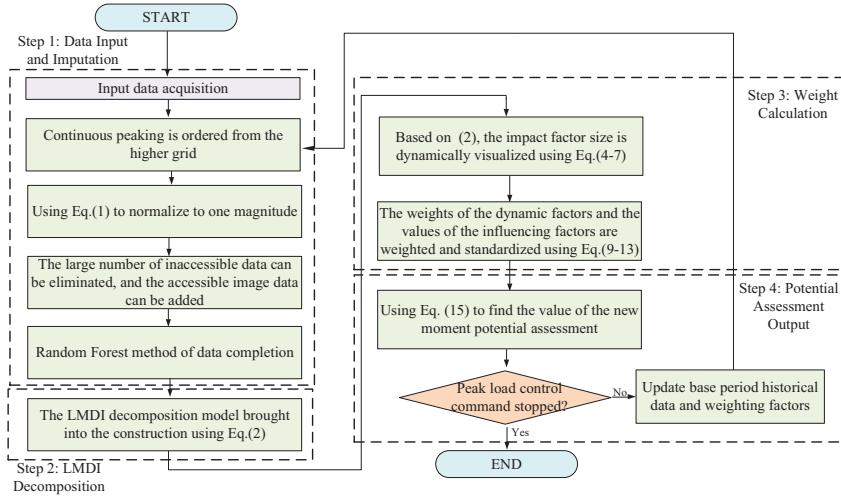 START
Step 1: Data Input
and Imputation
Input data acquisition
Continuous peaking is ordered from the
higher grid
Using Eq.(1) to normalize to one magnitude
The large number of inaccessible data can
be eliminated, and the accessible image data
can be added
Random Forest method of data completion
The LMDI decomposition model brought
into the construction using Eq.(2)
Step 2: LMDI
Decomposition
Step 3: Weight
Calculation
Based on (2), the impact factor size is
dynamically visualized using Eq.(4-7)
The weights of the dynamic factors and the
values of the influencing factors are
weighted and standardized using Eq.(9-13)
Step 4: Potential
Assessment
Output
Using Eq. (15) to find the value of the new
moment potential assessment
Peak load control
command stopped?
No
Update base period historical
data and weighting factors
Yes
END